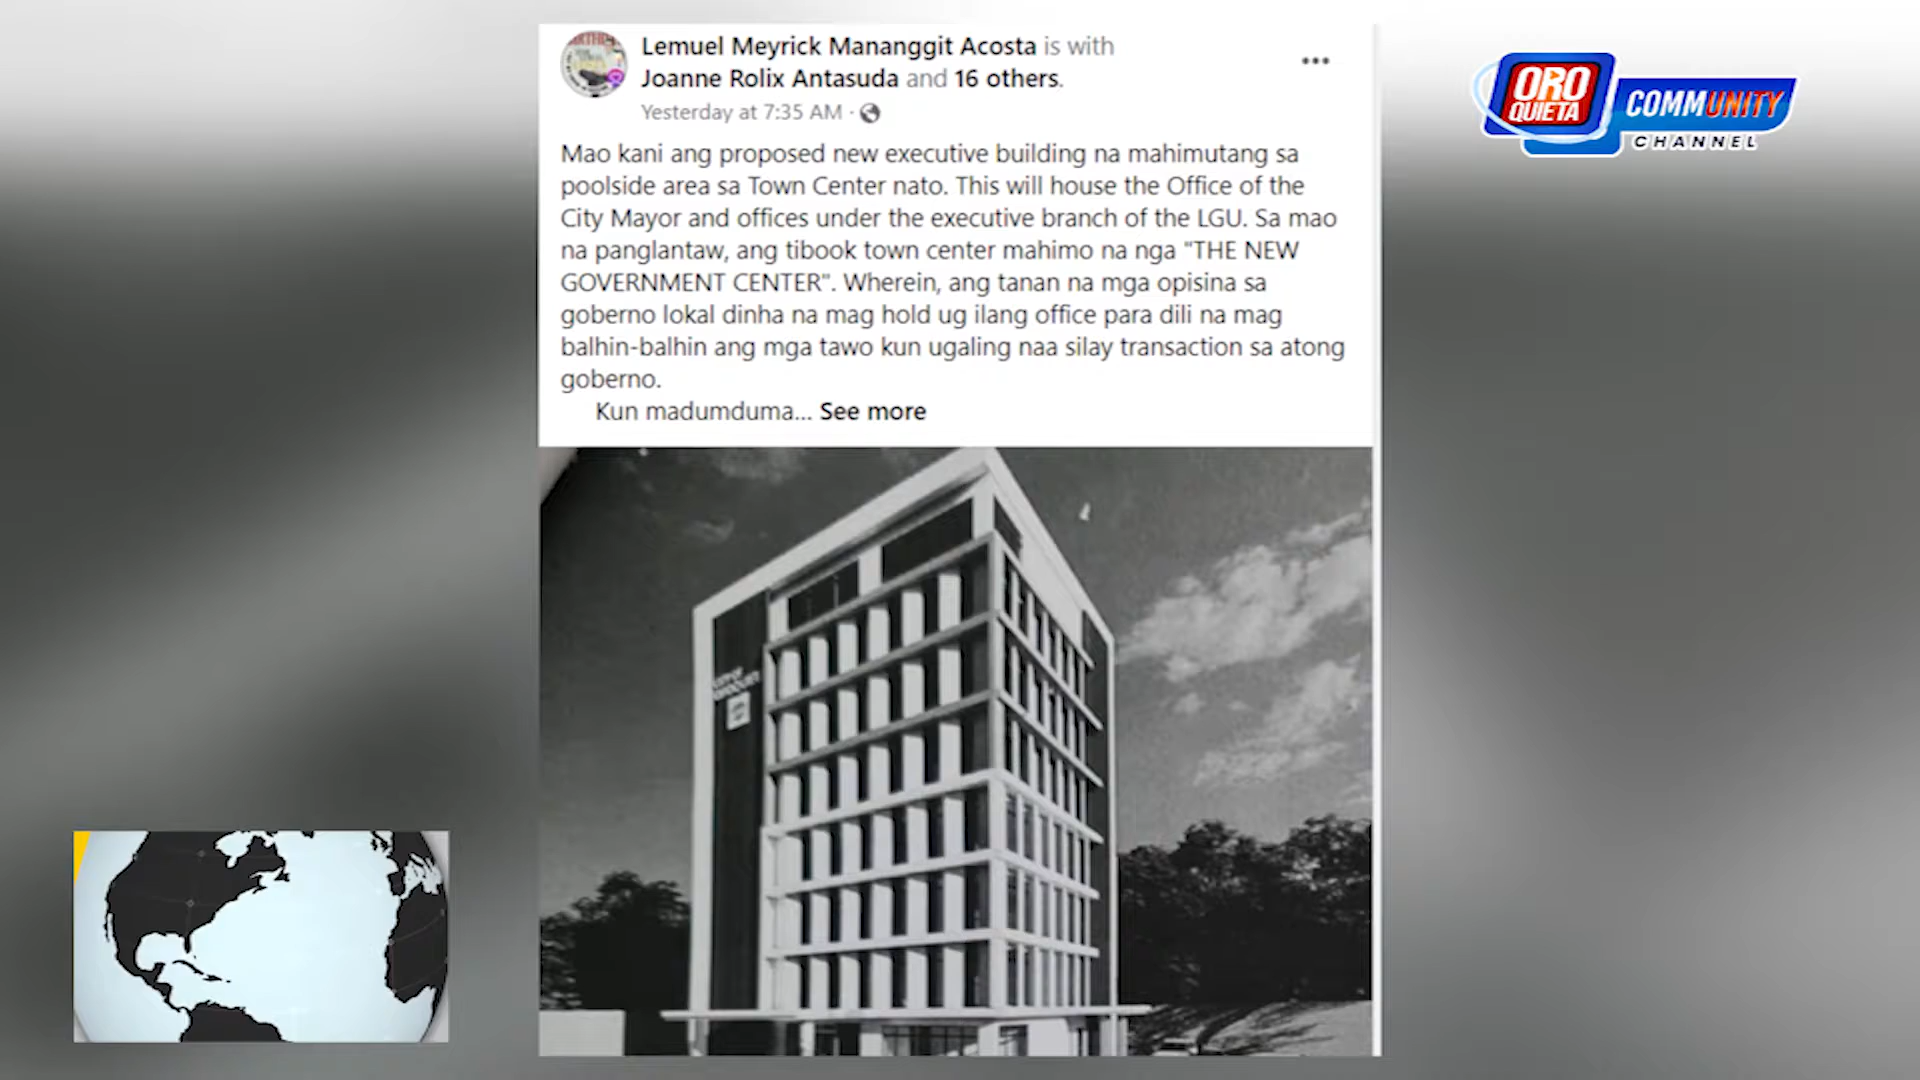 Lemuel Meyrick Mananggit Acosta is with
Joanne Rolix Antasuda and 16 others.
Yesterday at 7:35 AM ·
Mao kani ang proposed new executive building na mahimutang sa
poolside area sa Town Center nato. This will house the Office of the
City Mayor and offices under the executive branch of the LGU. Sa mao
na panglantaw, ang tibook town center mahimo na nga "THE NEW
GOVERNMENT CENTER". Wherein, ang tanan na mga opisina sa
goberno lokal dinha na mag hold ug ilang office para dili na mag
balhin-balhin ang mga tawo kun ugaling naa silay transaction sa atong
goberno.
Kun madumduma... See more
ORO
QUIETA
COMMUNITY
CHANNEL
CITY OF